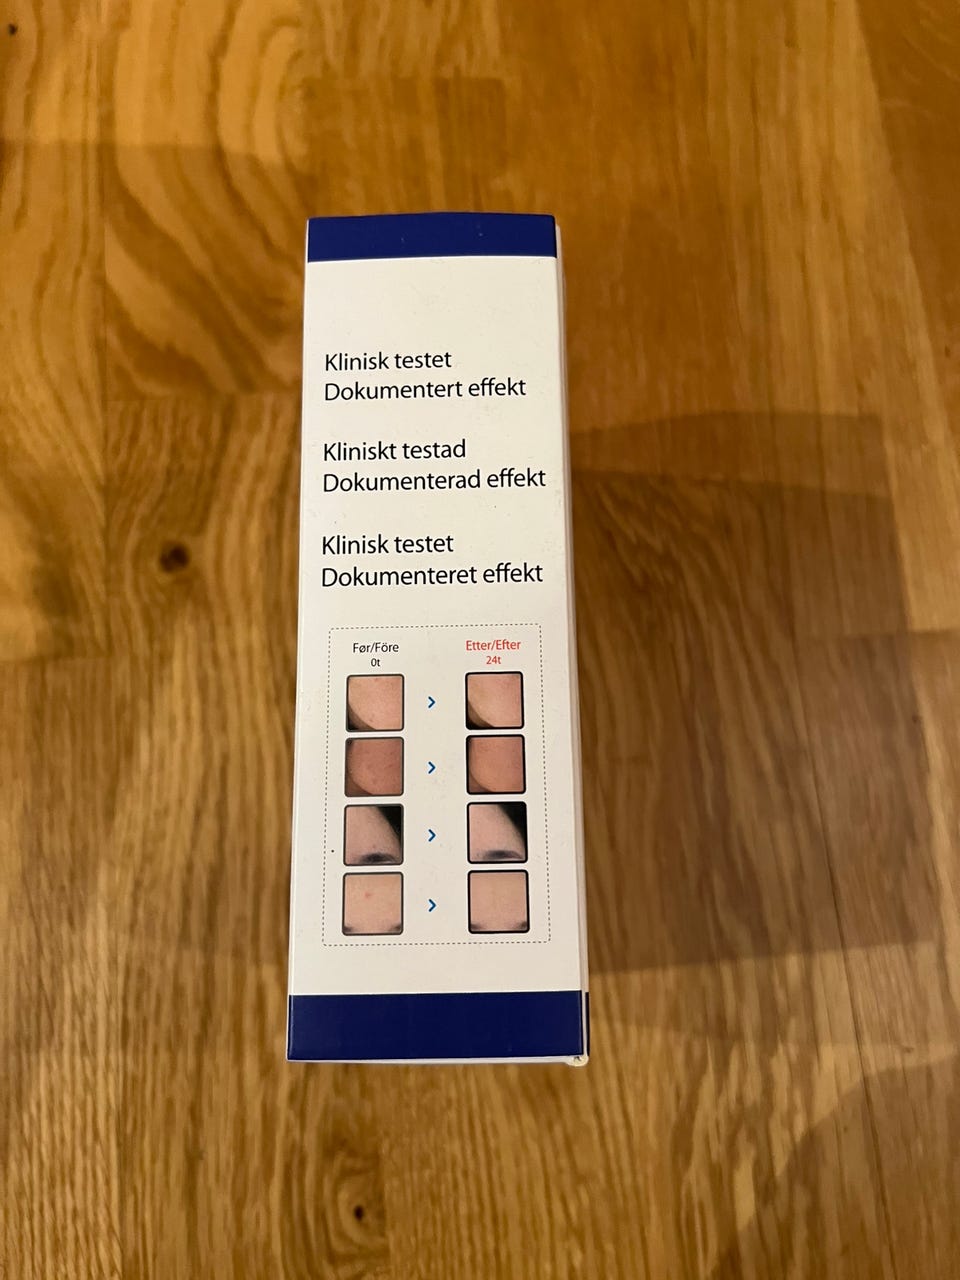 Klinisk testet
Dokumentert effekt
Kliniskt testad
Dokumenterad effekt
Klinisk testet
Dokumenteret effekt
Før/Före
0t
Etter/Efter
24t